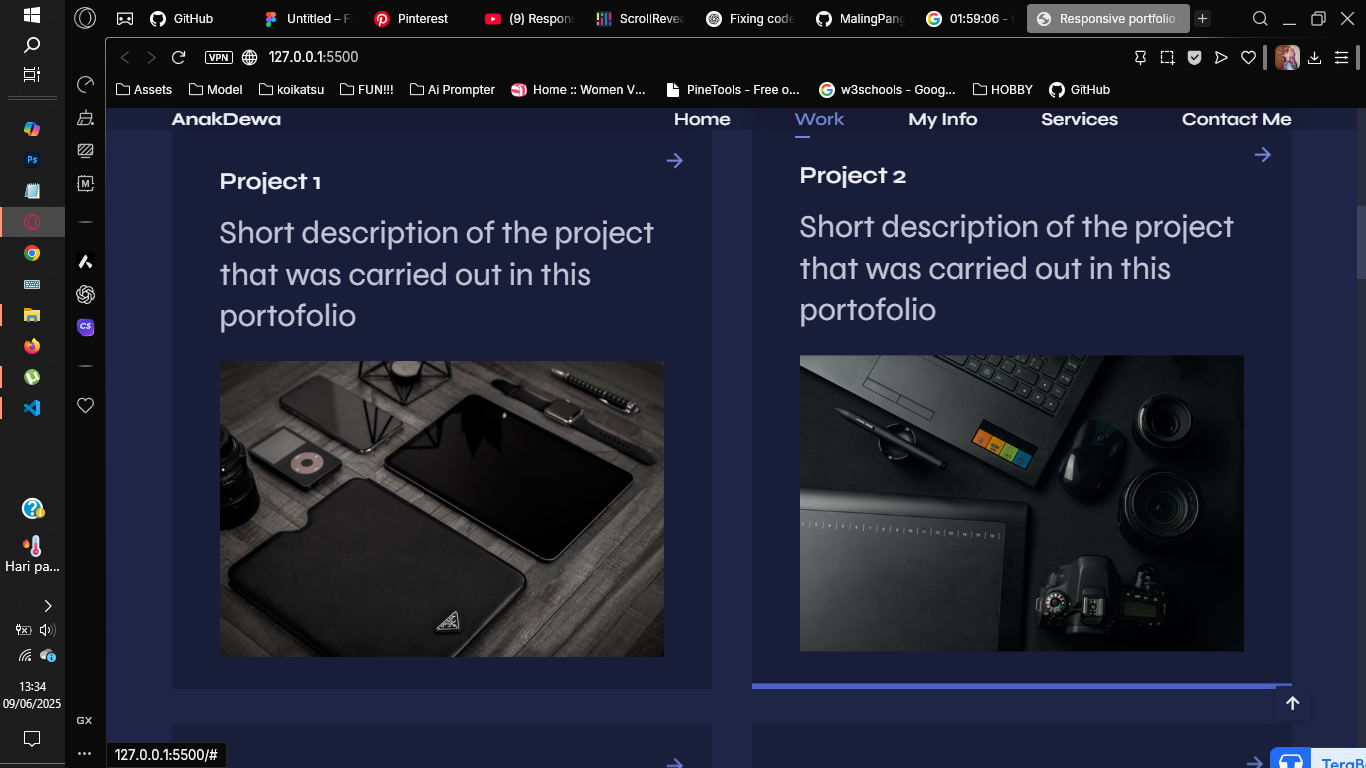 GitHub
Untitled – F
Pinterest
(9) Respons
ScrollRevea
Fixing code
MalingPang
01:59:06 - 
Responsive portfolio
VPN
127.0.0.1:5500
Assets
Model
koikatsu
FUN!!!
Ai Prompter
Home :: Women V...
PineTools - Free o...
w3schools - Goog...
HOBBY
GitHub
AnakDewa
Home
Work
My Info
Services
Contact Me
Project 1
Short description of the project
that was carried out in this
portofolio
Project 2
Short description of the project
that was carried out in this
portofolio
Ps
M
CS
Hari pa...
13:34
09/06/2025
GX
127.0.0.1:5500/#
TeraB